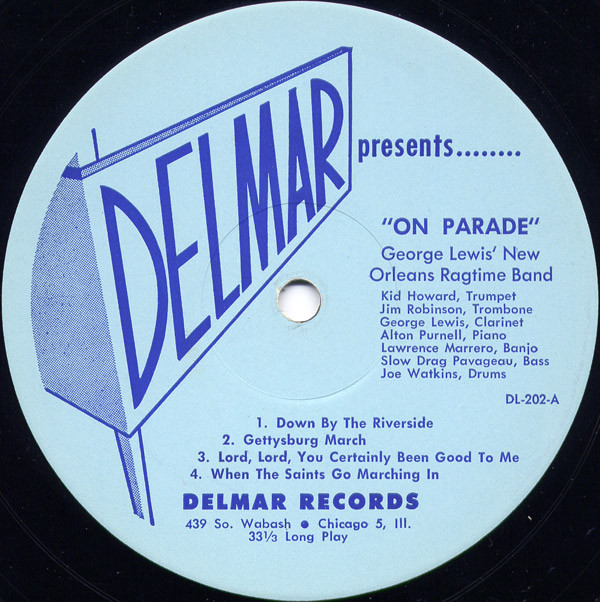 DELMAR
presents........
"ON PARADE"
George Lewis' New
Orleans Ragtime Band
Kid Howard, Trumpet
Jim Robinson, Trombone
George Lewis, Clarinet
Alton Purnell, Piano
Lawrence Marrero, Banjo
Slow Drag Pavageau, Bass
Joe Watkins, Drums
DL-202-A
1. Down By The Riverside
2. Gettysburg March
3. Lord, Lord, You Certainly Been Good To Me
4. When The Saints Go Marching In
DELMAR RECORDS
439 So. Wabash ● Chicago 5, Ill.
33⅓ Long Play